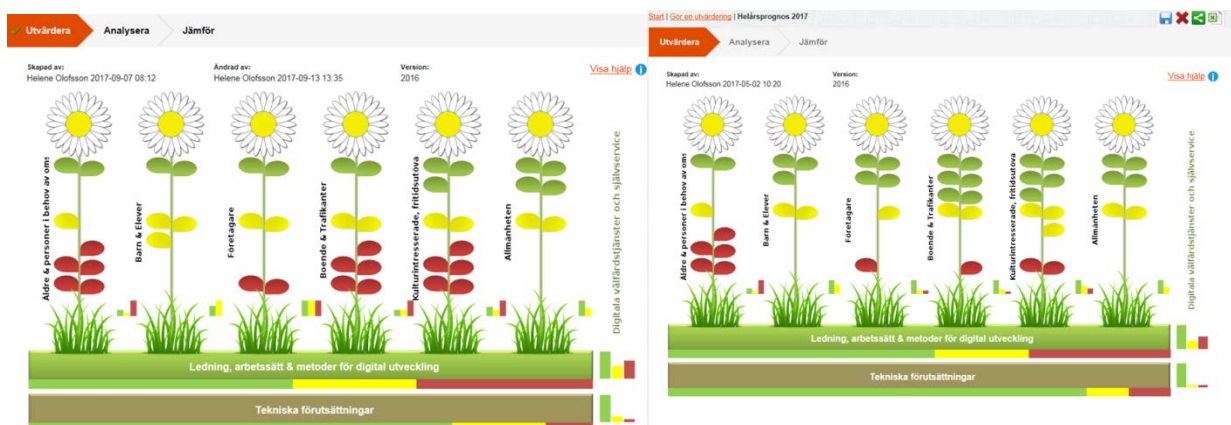 Utvärdera
Analysera
Jämför
Skapad av:
Helene Olofsson 2017-09-07 08:12
Ändrad av:
Helene Olofsson 2017-09-13 13:35
Version:
2016
Visa hjälp
Äldre & personer i behov av oms
Barn & Elever
Företagare
Boende & Trafikanter
Kulturintresserade, fritidsutöva
Allmänheten
Digitala välfärdstjänster och självservice
Ledning, arbetssätt & metoder för digital utveckling
Tekniska förutsättningar
Start | Gör en utvärdering | Helårsprognos 2017
Utvärdera
Analysera
Jämför
Skapad av:
Helene Olofsson 2017-05-02 10:20
Version:
2016
Visa hjälp
Äldre & personer i behov av oms
Barn & Elever
Företagare
Boende & Trafikanter
Kulturintresserade, fritidsutöva
Allmänheten
Digitala välfärdstjänster och självservice
Ledning, arbetssätt & metoder för digital utveckling
Tekniska förutsättningar